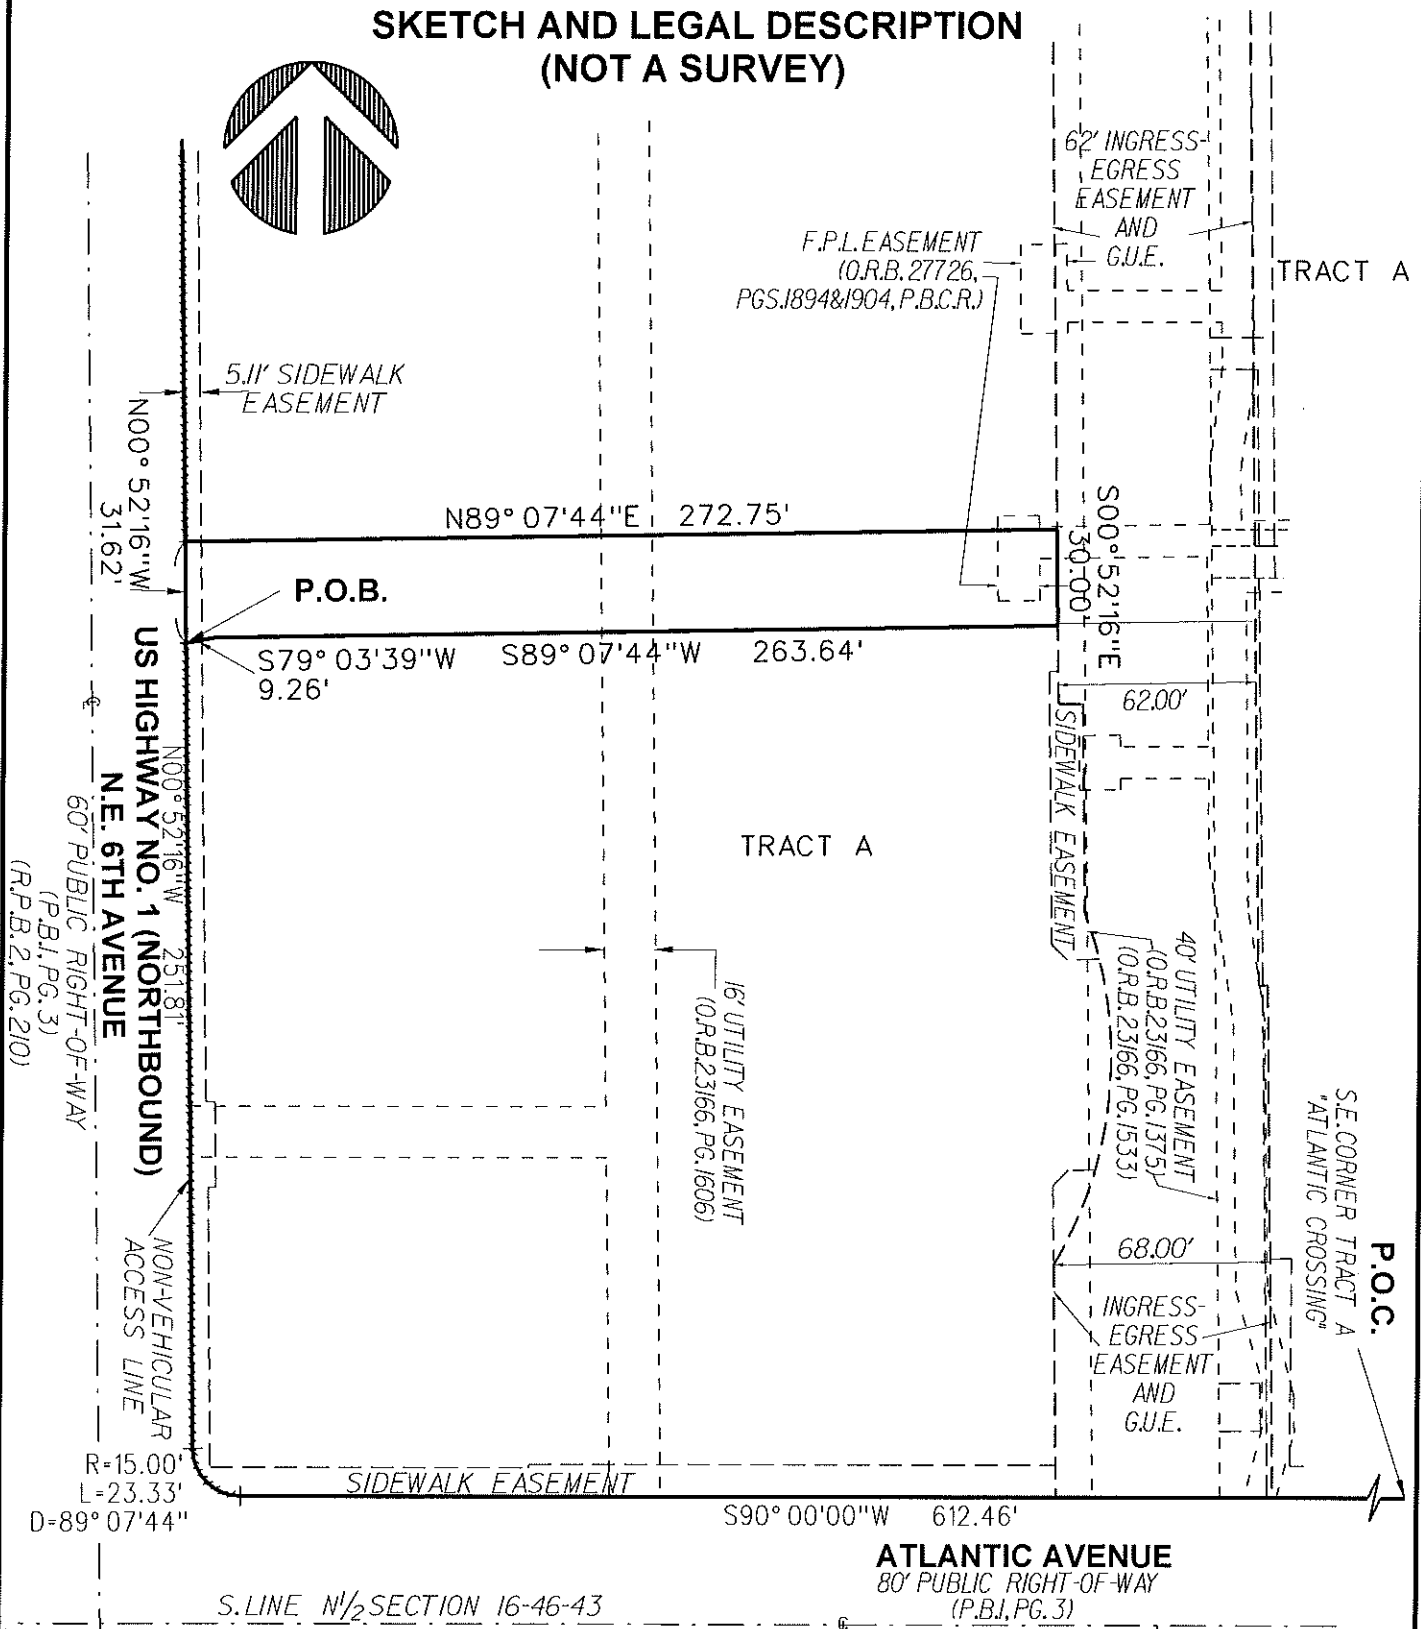 SKETCH AND LEGAL DESCRIPTION
(NOT A SURVEY)
62' INGRESS-
EGRESS
EASEMENT
AND
G.U.E.
F.P.L. EASEMENT
(O.R.B. 27726,
PGS.1894&1904, P.B.C.R.)
TRACT A
5.11' SIDEWALK
EASEMENT
N00°52'16"W
31.62'
N89°07'44"E 272.75'
S00°52'16"E
30.00'
P.O.B.
S79°03'39"W
9.26'
S89°07'44"W 263.64'
62.00'
SIDEWALK EASEMENT
US HIGHWAY NO. 1 (NORTHBOUND)
N.E. 6TH AVENUE
60' PUBLIC RIGHT-OF-WAY
(P.B.1, PG.3)
(R.P.B.2, PG.210)
N00°52'16"W 251.81'
TRACT A
16' UTILITY EASEMENT
(O.R.B.23166, PG.1606)
40' UTILITY EASEMENT
(O.R.B.23166, PG.1375)
(O.R.B.23166, PG.1533)
P.O.C.
S.E. CORNER TRACT A
"ATLANTIC CROSSING"
68.00'
INGRESS-
EGRESS
EASEMENT
AND
G.U.E.
NON-VEHICULAR
ACCESS LINE
R=15.00'
L=23.33'
D=89°07'44"
SIDEWALK EASEMENT
S90°00'00"W 612.46'
ATLANTIC AVENUE
80' PUBLIC RIGHT-OF-WAY
(P.B.1, PG.3)
S. LINE N1/2 SECTION 16-46-43